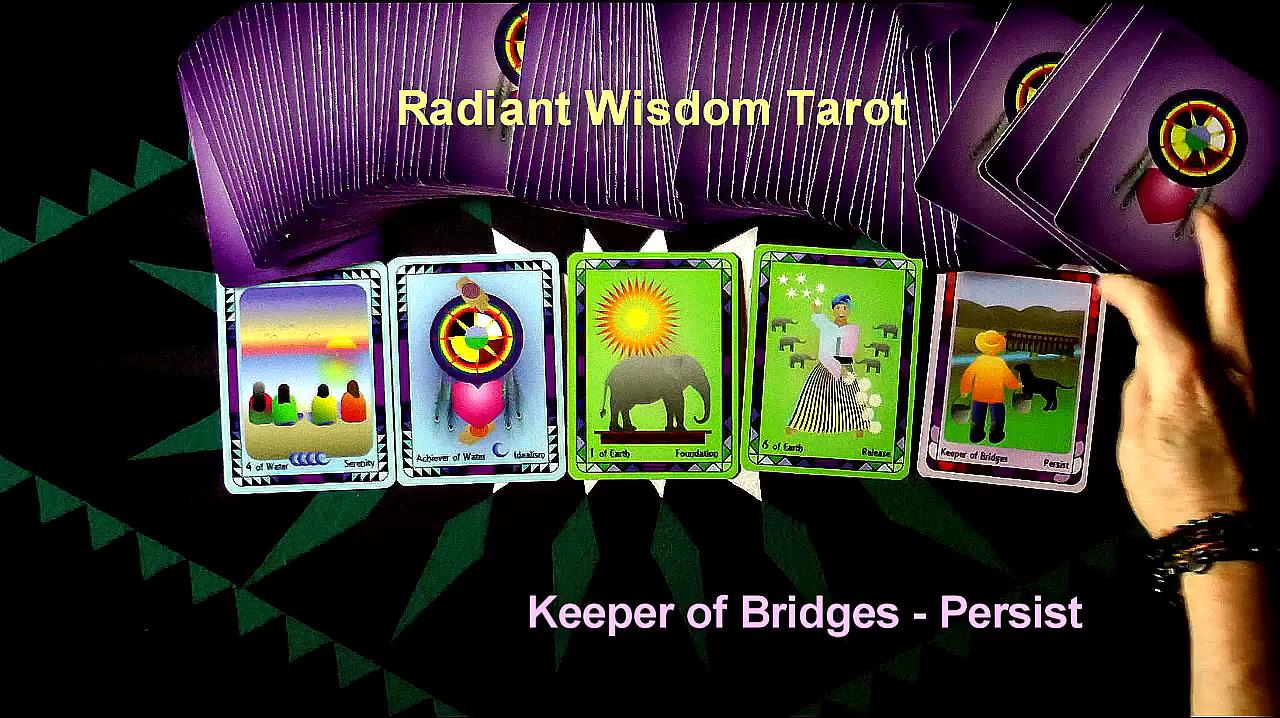 Radiant Wisdom Tarot
4 of Water Serenity
Achiever of Water Idealism
1 of Earth Foundation
6 of Earth Release
Keeper of Bridges Persist
Keeper of Bridges - Persist